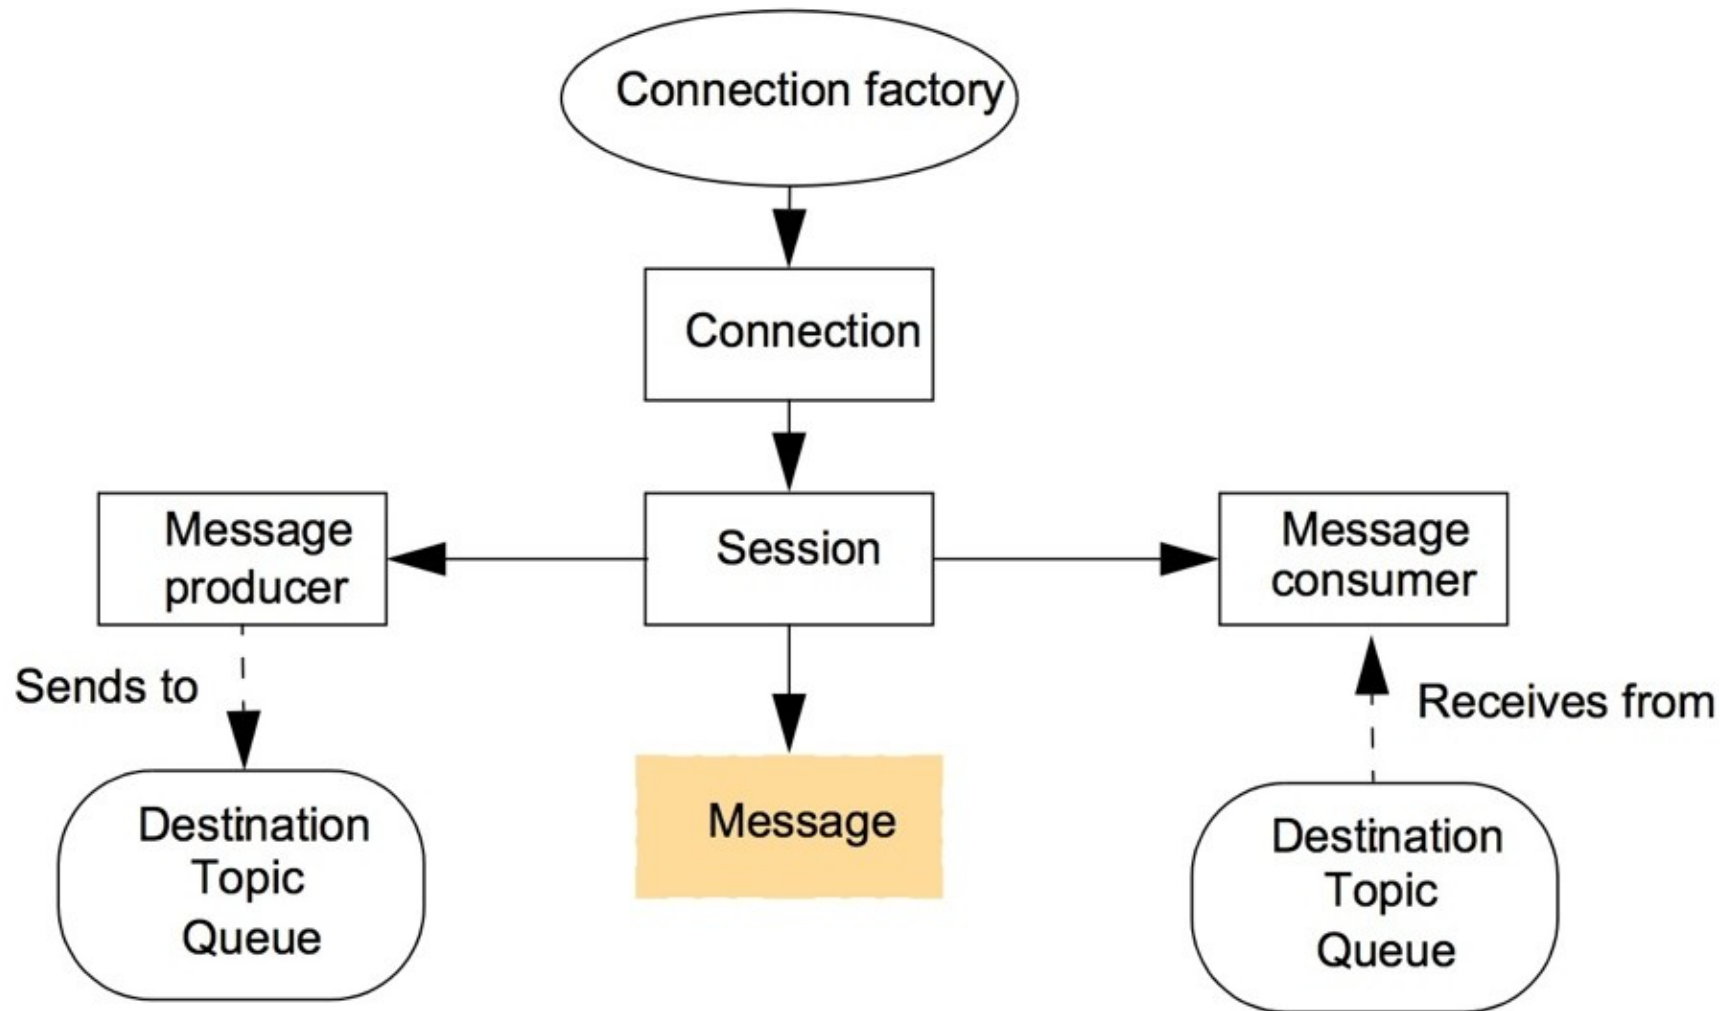 Connection factory
Connection
Message
producer
Session
Message
consumer
Sends to
Receives from
Destination
Topic
Queue
Message
Destination
Topic
Queue